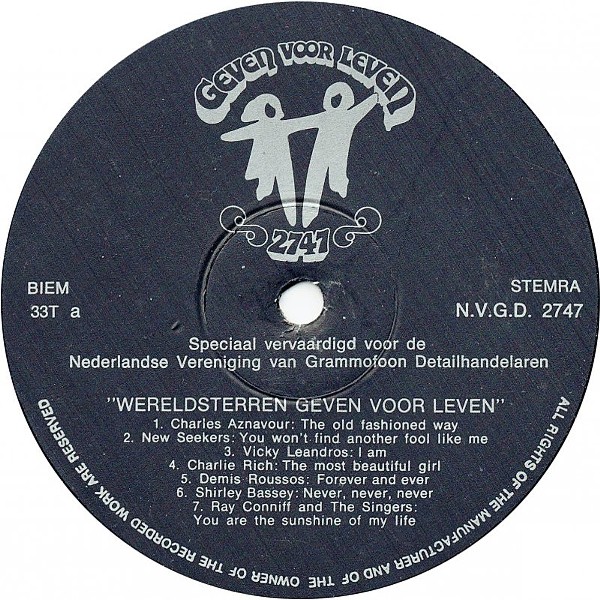 GEVEN VOOR LEVEN
2741
BIEM
33T a
STEMRA
N.V.G.D. 2747
Speciaal vervaardigd voor de
Nederlandse Vereniging van Grammofoon Detailhandelaren
"WERELDSTERREN GEVEN VOOR LEVEN"
1. Charles Aznavour: The old fashioned way
2. New Seekers: You won't find another fool like me
3. Vicky Leandros: I am
4. Charlie Rich: The most beautiful girl
5. Demis Roussos: Forever and ever
6. Shirley Bassey: Never, never, never
7. Ray Conniff and The Singers:
You are the sunshine of my life
ALL RIGHTS OF THE MANUFACTURER AND OF THE OWNER OF THE RECORDED WORK ARE RESERVED